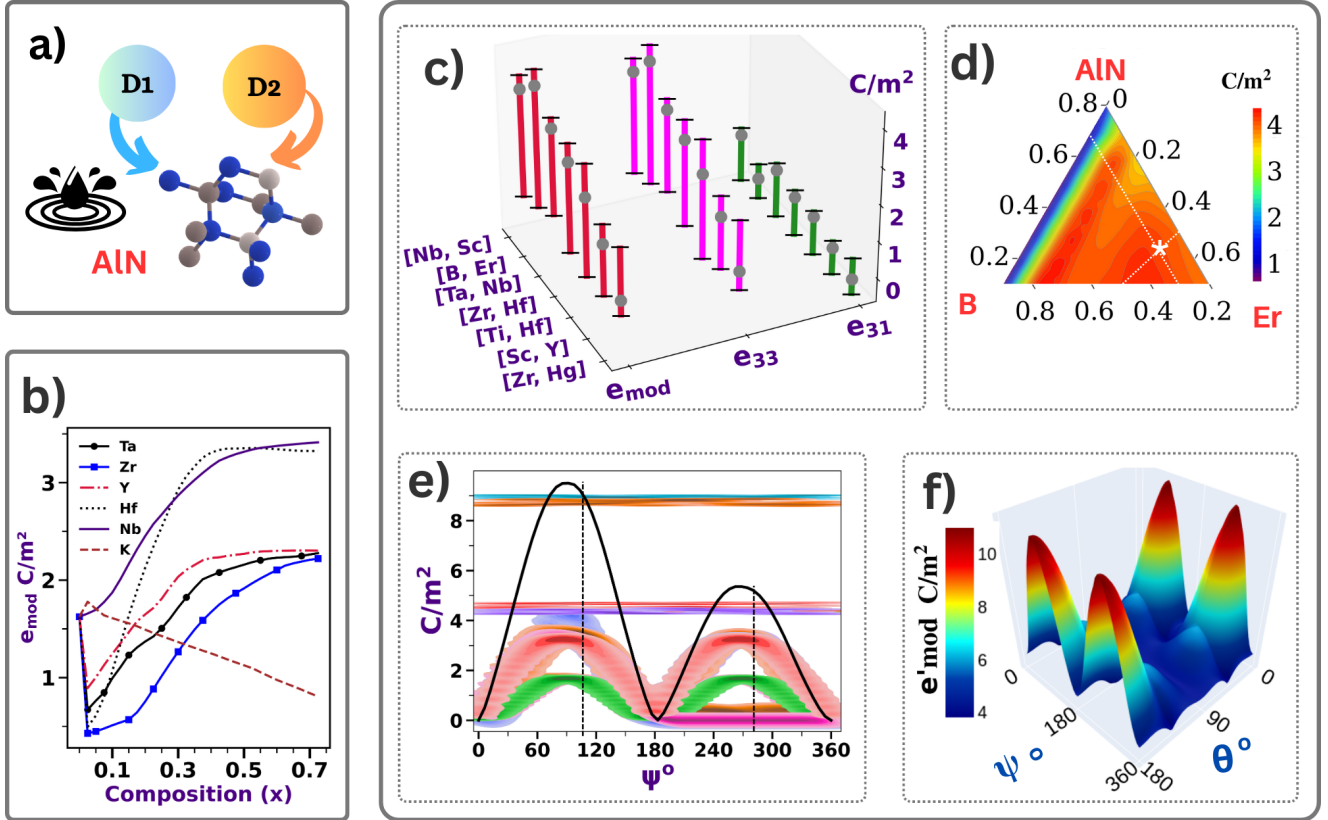 a)
D1
D2
AlN
b)
Ta
Zr
Y
Hf
Nb
K
3
2
1
e_mod C/m²
0.1 0.3 0.5 0.7
Composition (x)
c)
C/m²
4
3
2
1
0
[Nb, Sc]
[B, Er]
[Ta, Nb]
[Zr, Hf]
[Ti, Hf]
[Sc, Y]
[Zr, Hg]
e_mod
e_33
e_31
d)
AlN
C/m²
0.8 0
0.6 0.2
0.4 0.4
0.2 0.6
*
B
Er
0.8 0.6 0.4 0.2
4
3
2
1
e)
C/m²
8
6
4
2
0
0 60 120 180 240 300 360
ψ°
f)
e'mod C/m²
10
8
6
4
0
180
360
ψ°
0
90
180
θ°